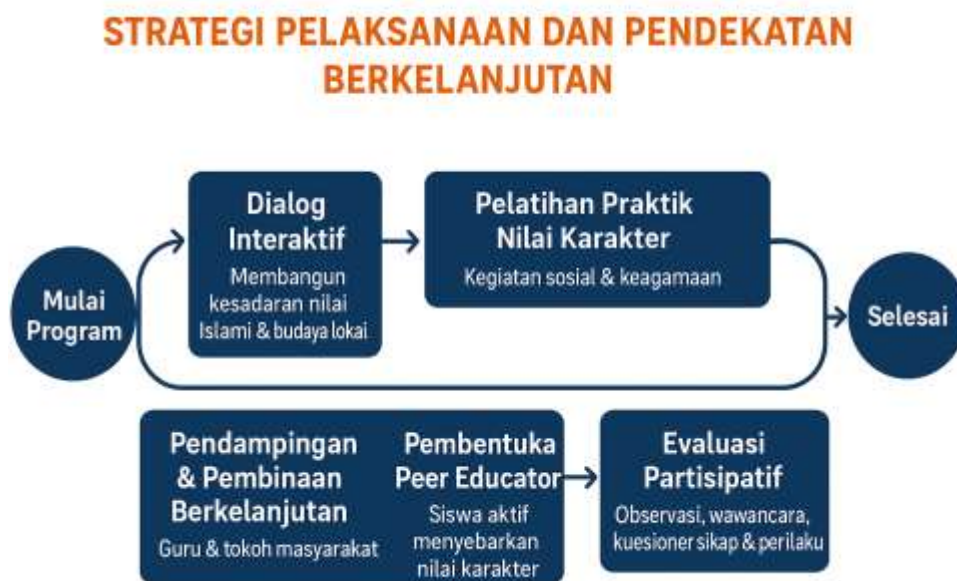 STRATEGI PELAKSANAAN DAN PENDEKATAN
BERKELANJUTAN
Mulai
Program
Dialog
Interaktif
Membangun
kesadaran nilai
Islami & budaya lokai
Pelatihan Praktik
Nilai Karakter
Kegiatan sosial & keagamaan
Selesai
Pendampingan
& Pembinaan
Berkelanjutan
Guru & tokoh masyarakat
Pembentuka
Peer Educator
Siswa aktif
menyebarkan
nilai karakter
Evaluasi
Partisipatif
Observasi, wawancara,
kuesioner sikap & perilaku